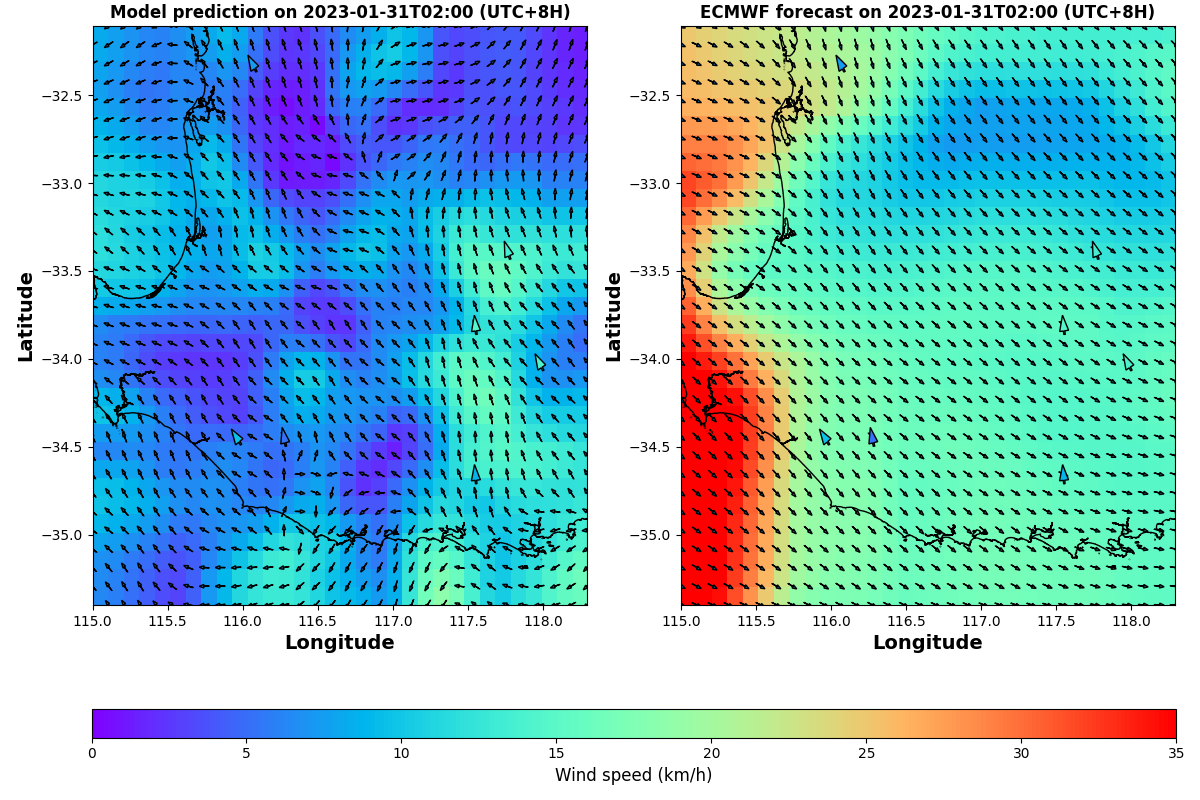 Model prediction on 2023-01-31T02:00 (UTC+8H)
ECMWF forecast on 2023-01-31T02:00 (UTC+8H)
−32.5
−33.0
−33.5
−34.0
−34.5
−35.0
Latitude
115.0 115.5 116.0 116.5 117.0 117.5 118.0
Longitude
−32.5
−33.0
−33.5
−34.0
−34.5
−35.0
Latitude
115.0 115.5 116.0 116.5 117.0 117.5 118.0
Longitude
0 5 10 15 20 25 30 35
Wind speed (km/h)